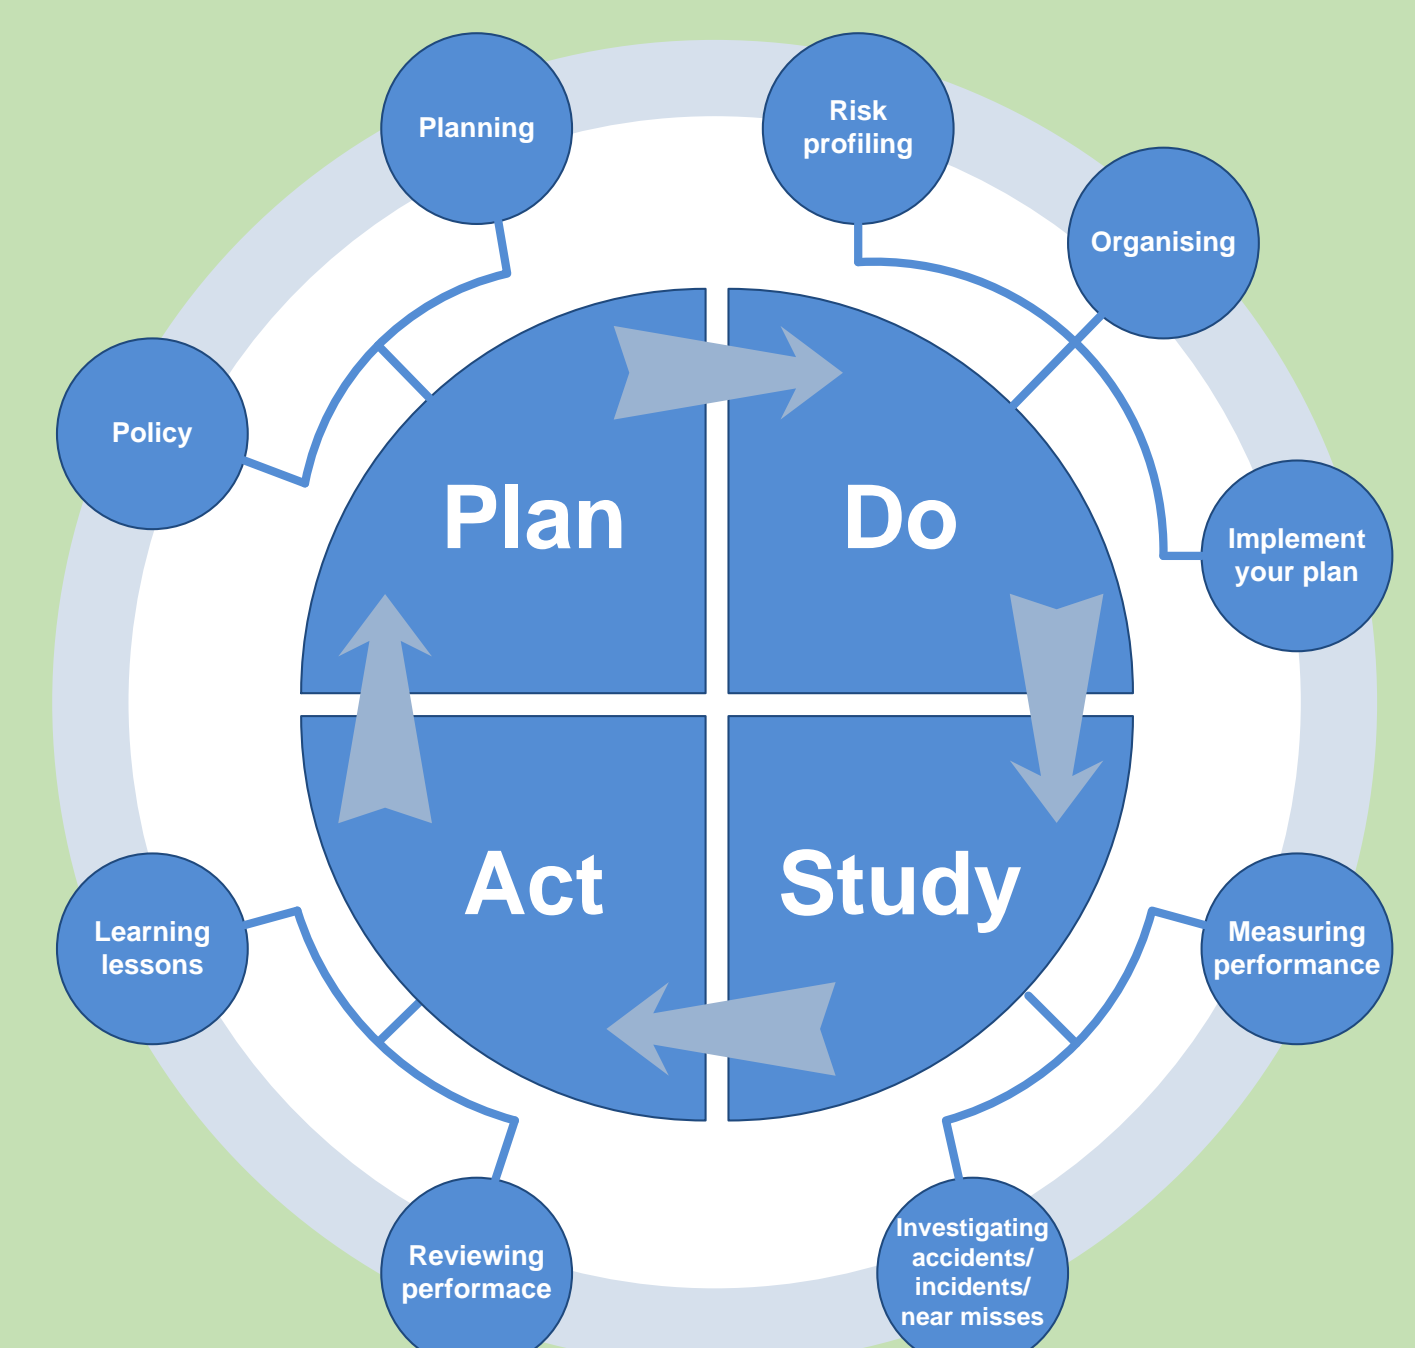 Planning
Risk
profiling
Organising
Policy
Plan
Do
Implement
your plan
Act
Study
Learning
lessons
Measuring
performance
Reviewing
performace
Investigating
accidents/
incidents/
near misses